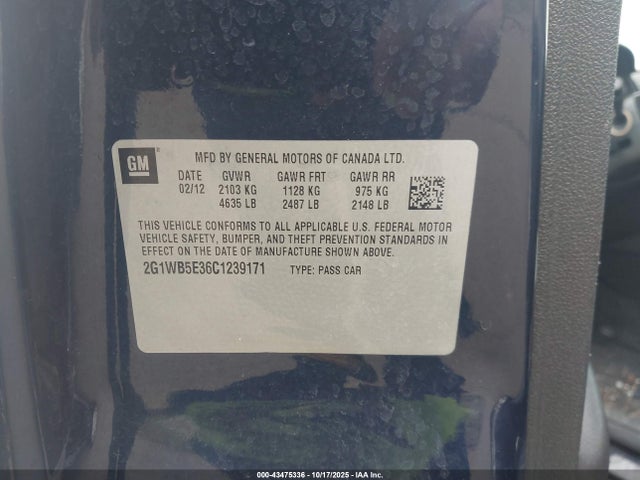 GM
MFD BY GENERAL MOTORS OF CANADA LTD.
DATE GVWR GAWR FRT GAWR RR
02/12 2103 KG 1128 KG 975 KG
4635 LB 2487 LB 2148 LB
THIS VEHICLE CONFORMS TO ALL APPLICABLE U.S. FEDERAL MOTOR
VEHICLE SAFETY, BUMPER, AND THEFT PREVENTION STANDARDS IN
EFFECT ON THE DATE OF MANUFACTURE SHOWN ABOVE.
2G1WB5E36C1239171 TYPE: PASS CAR
000-43475336 - 10/17/2025 - IAA Inc.